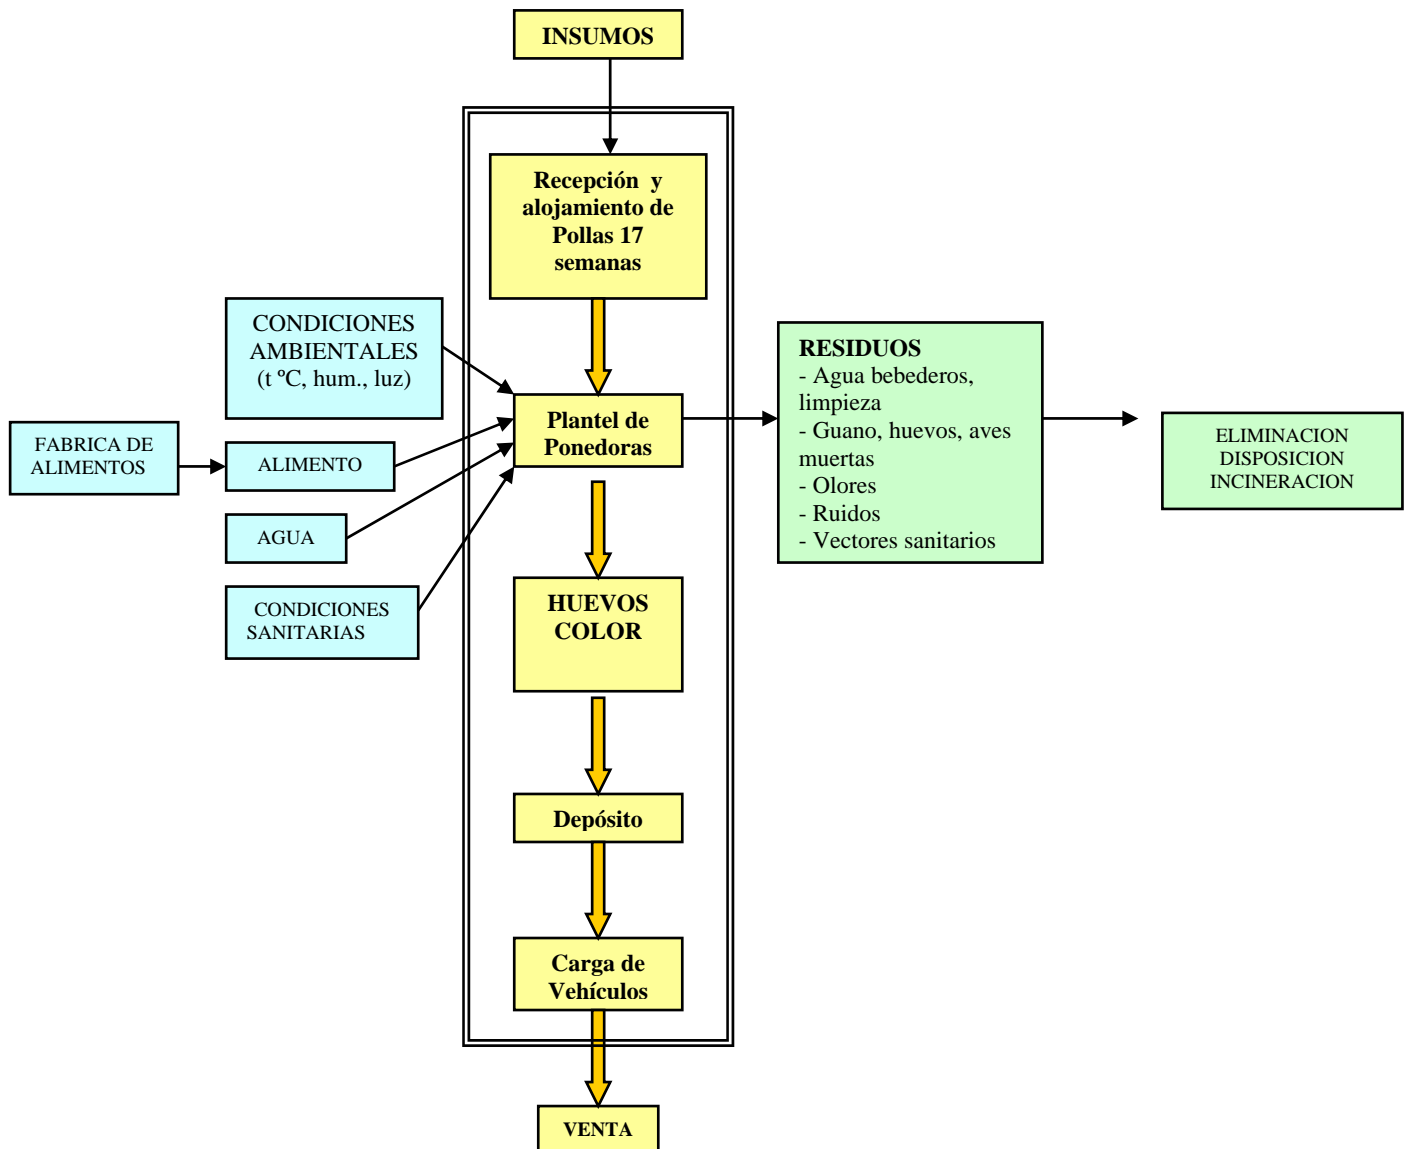 INSUMOS
Recepción y
alojamiento de
Pollas 17
semanas
CONDICIONES
AMBIENTALES
(t ºC, hum., luz)
FABRICA DE
ALIMENTOS
ALIMENTO
AGUA
CONDICIONES
SANITARIAS
Plantel de
Ponedoras
RESIDUOS
- Agua bebederos,
limpieza
- Guano, huevos, aves
muertas
- Olores
- Ruidos
- Vectores sanitarios
ELIMINACION
DISPOSICION
INCINERACION
HUEVOS
COLOR
Depósito
Carga de
Vehículos
VENTA